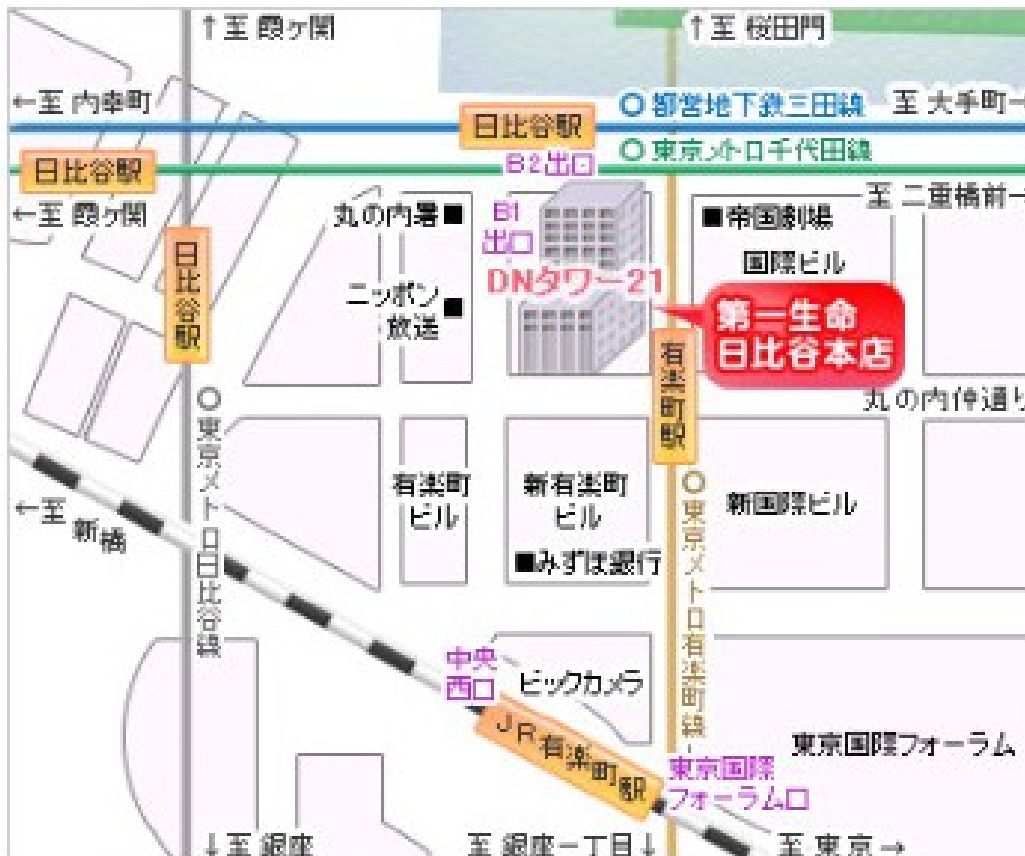 ↑至 霞ヶ関
↑至 桜田門
←至 内幸町
日比谷駅
○都営地下鉄三田線
至 大手町→
○東京メトロ千代田線
日比谷駅
B2出口
←至 霞ヶ関
丸の内署■
B1
出口
■帝国劇場
至 二重橋前→
国際ビル
日比谷駅
DNタワー21
ニッポン
放送■
第一生命
日比谷本店
有楽町駅
丸の内仲通り
○東京メトロ日比谷線
有楽町
ビル
新有楽町
ビル
■みずほ銀行
○東京メトロ有楽町線
新国際ビル
←至 新橋
中央
西口
ビックカメラ
JR有楽町駅
東京国際フォーラム
東京国際
フォーラム口
↓至 銀座
至 銀座一丁目↓
至 東京→